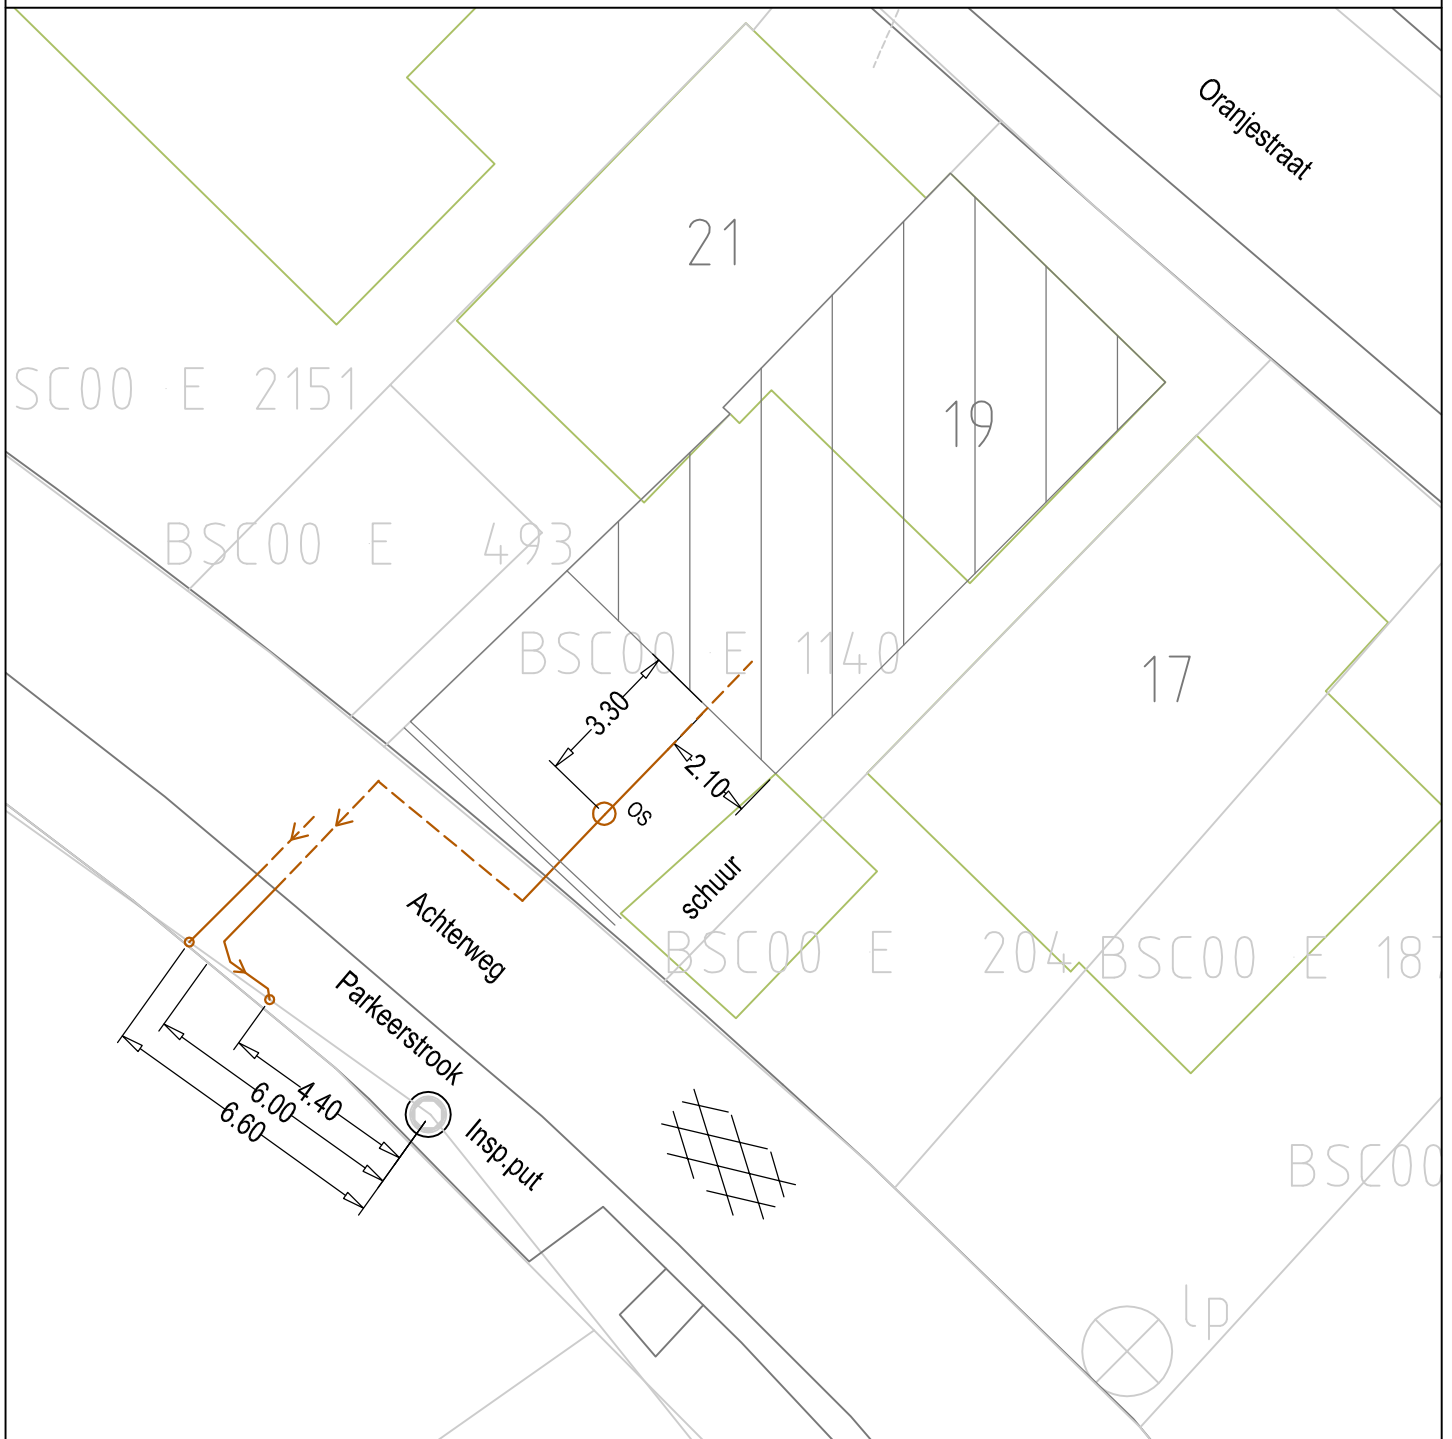 Oranjestraat
21
SC00 E 2151
19
BSC00 E 493
BSC00 E 1140
17
3.30
2.10
os
schuur
Achterweg
BSC00 E 204
BSC00 E 187
Parkeerstrook
4.40
6.00
6.60
Insp.put
BSC00
lp